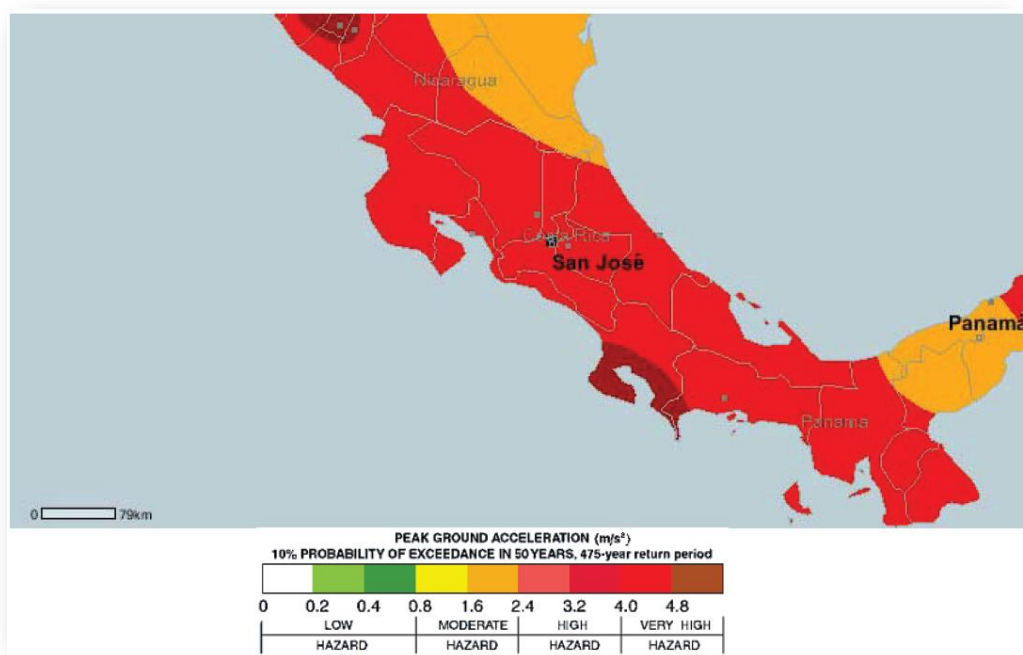 Nicaragua
Costa Rica
San José
Panamá
Panama
0 79km
PEAK GROUND ACCELERATION (m/s²)
10% PROBABILITY OF EXCEEDANCE IN 50 YEARS, 475-year return period
0 0.2 0.4 0.8 1.6 2.4 3.2 4.0 4.8
LOW MODERATE HIGH VERY HIGH
HAZARD HAZARD HAZARD HAZARD